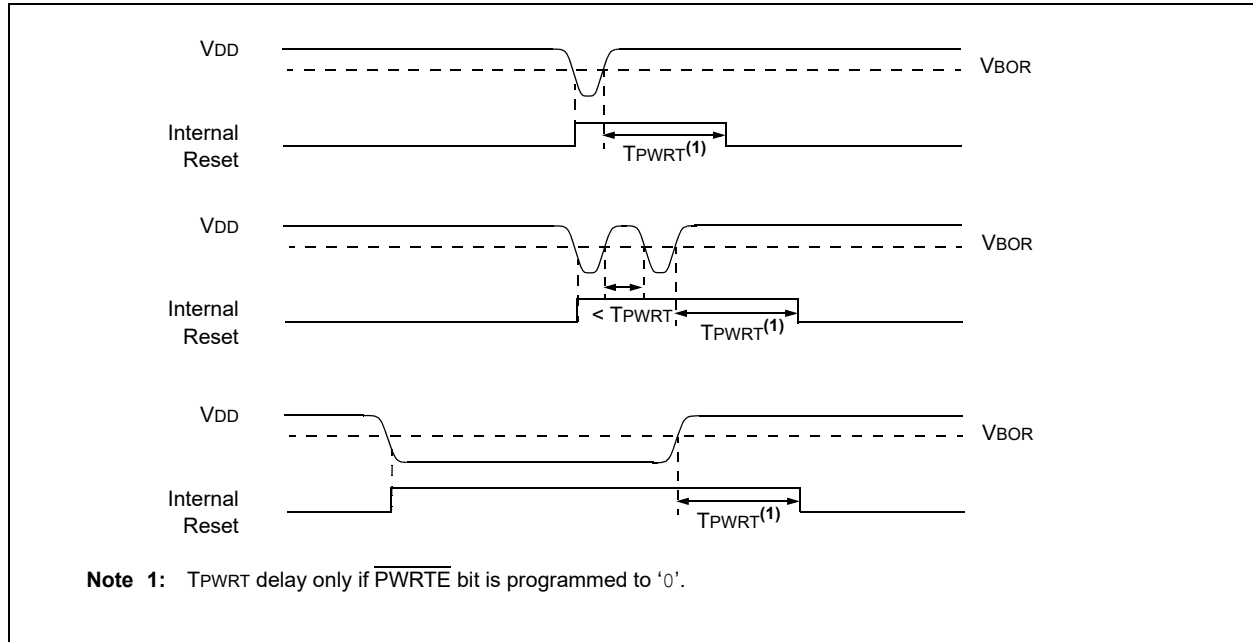 VDD
VBOR
Internal
Reset
TPWRT(1)
VDD
VBOR
Internal
Reset
< TPWRT
TPWRT(1)
VDD
VBOR
Internal
Reset
TPWRT(1)
Note 1: TPWRT delay only if PWRTE bit is programmed to ‘0’.